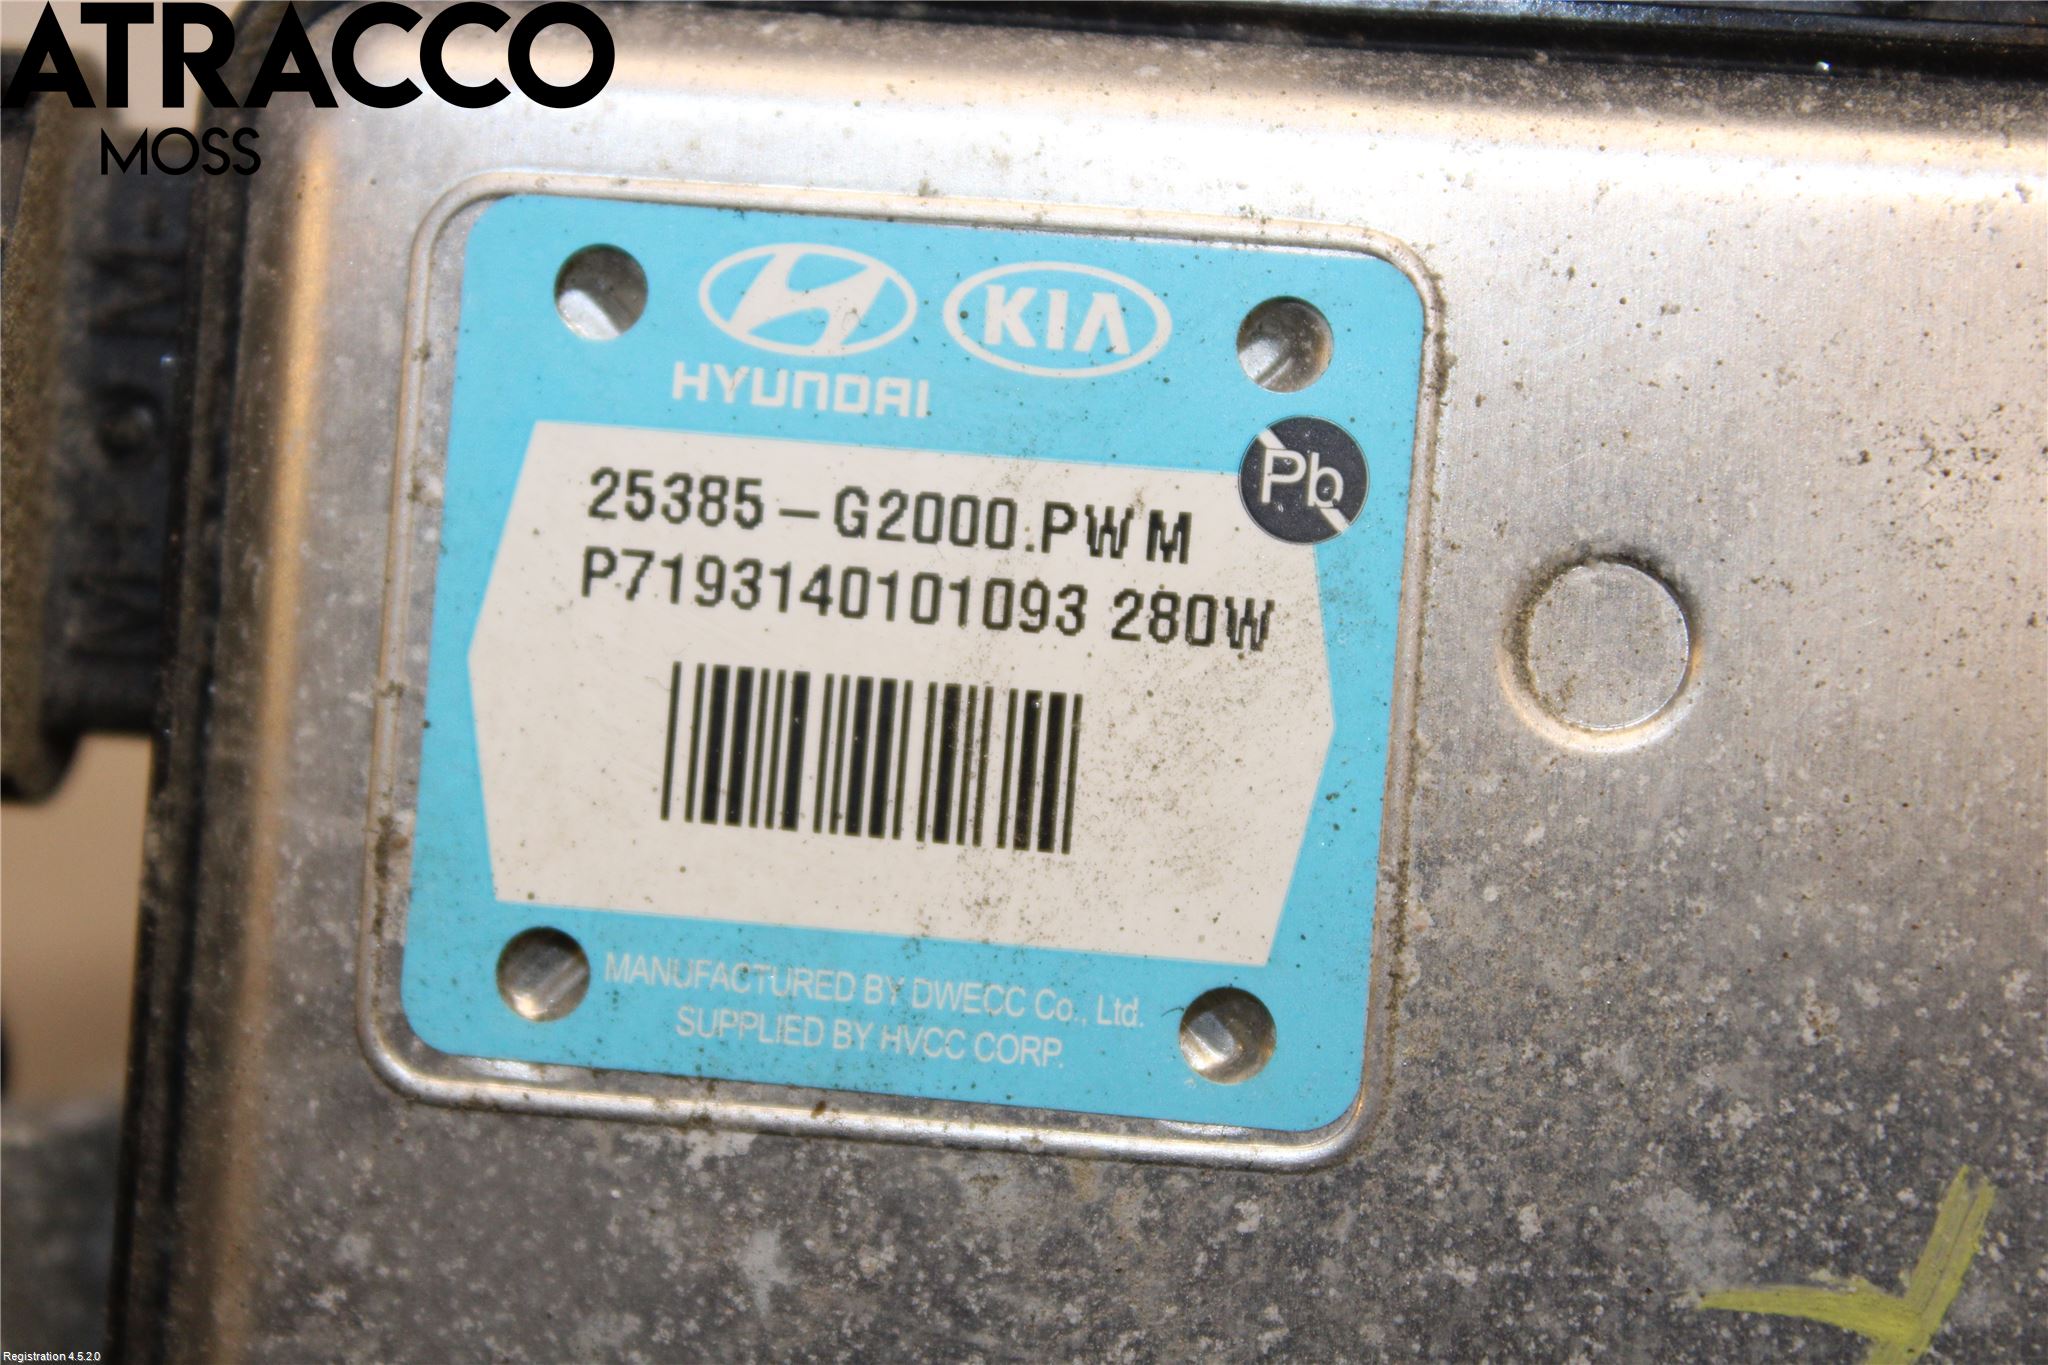 ATRACCO
MOSS
HYUNDAI
KIA
Pb
25385-G2000.PWM
P7193140101093 280W
MANUFACTURED BY DWECC Co., Ltd.
SUPPLIED BY HVCC CORP.
Registration 4.5.2.0